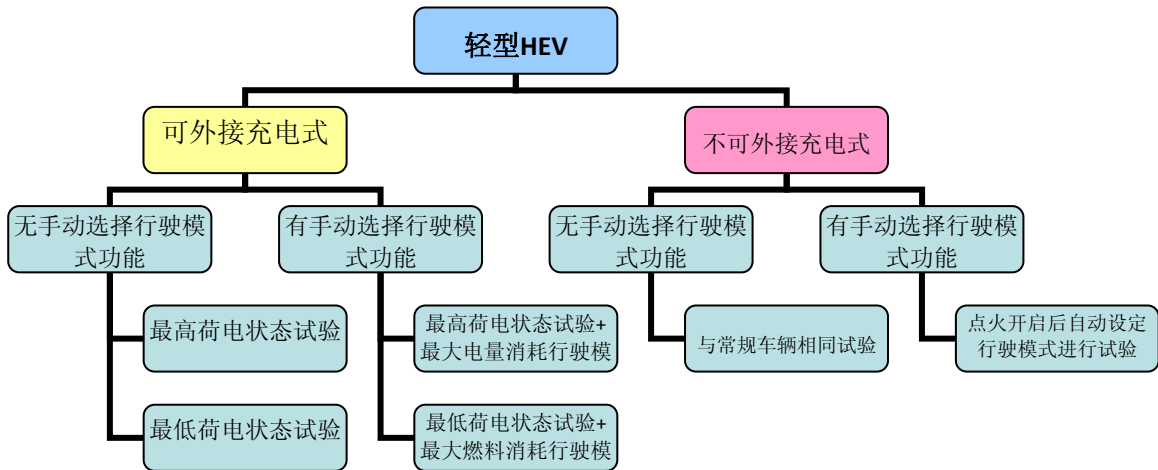 轻型HEV
可外接充电式
不可外接充电式
无手动选择行驶模
式功能
有手动选择行驶模
式功能
无手动选择行驶模
式功能
有手动选择行驶模
式功能
最高荷电状态试验
最高荷电状态试验+
最大电量消耗行驶模
与常规车辆相同试验
点火开启后自动设定
行驶模式进行试验
最低荷电状态试验
最低荷电状态试验+
最大燃料消耗行驶模